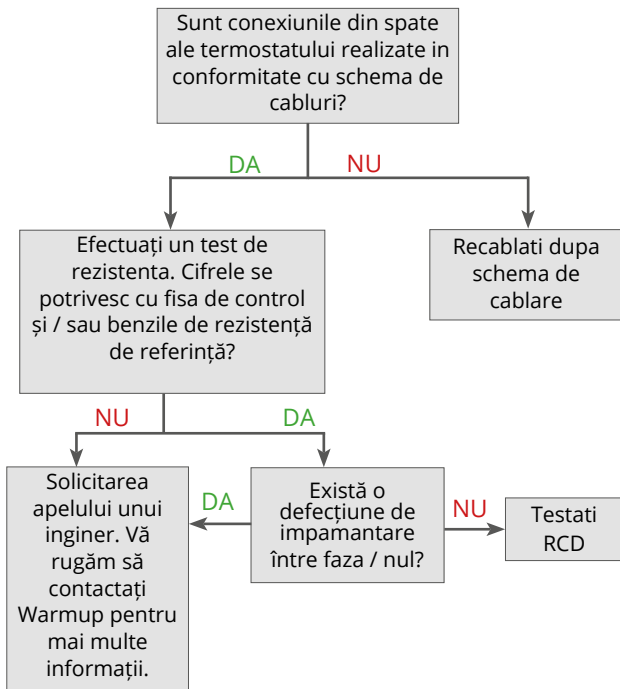 Sunt conexiunile din spate
ale termostatului realizate in
conformitate cu schema de
cabluri?
DA
NU
Efectuați un test de
rezistenta. Cifrele se
potrivesc cu fisa de control
și / sau benzile de rezistență
de referință?
Recablati dupa
schema de
cablare
NU
DA
Solicitarea
apelului unui
inginer. Vă
rugăm să
contactați
Warmup pentru
mai multe
informații.
DA
Există o
defecțiune de
impamantare
între faza / nul?
NU
Testati
RCD